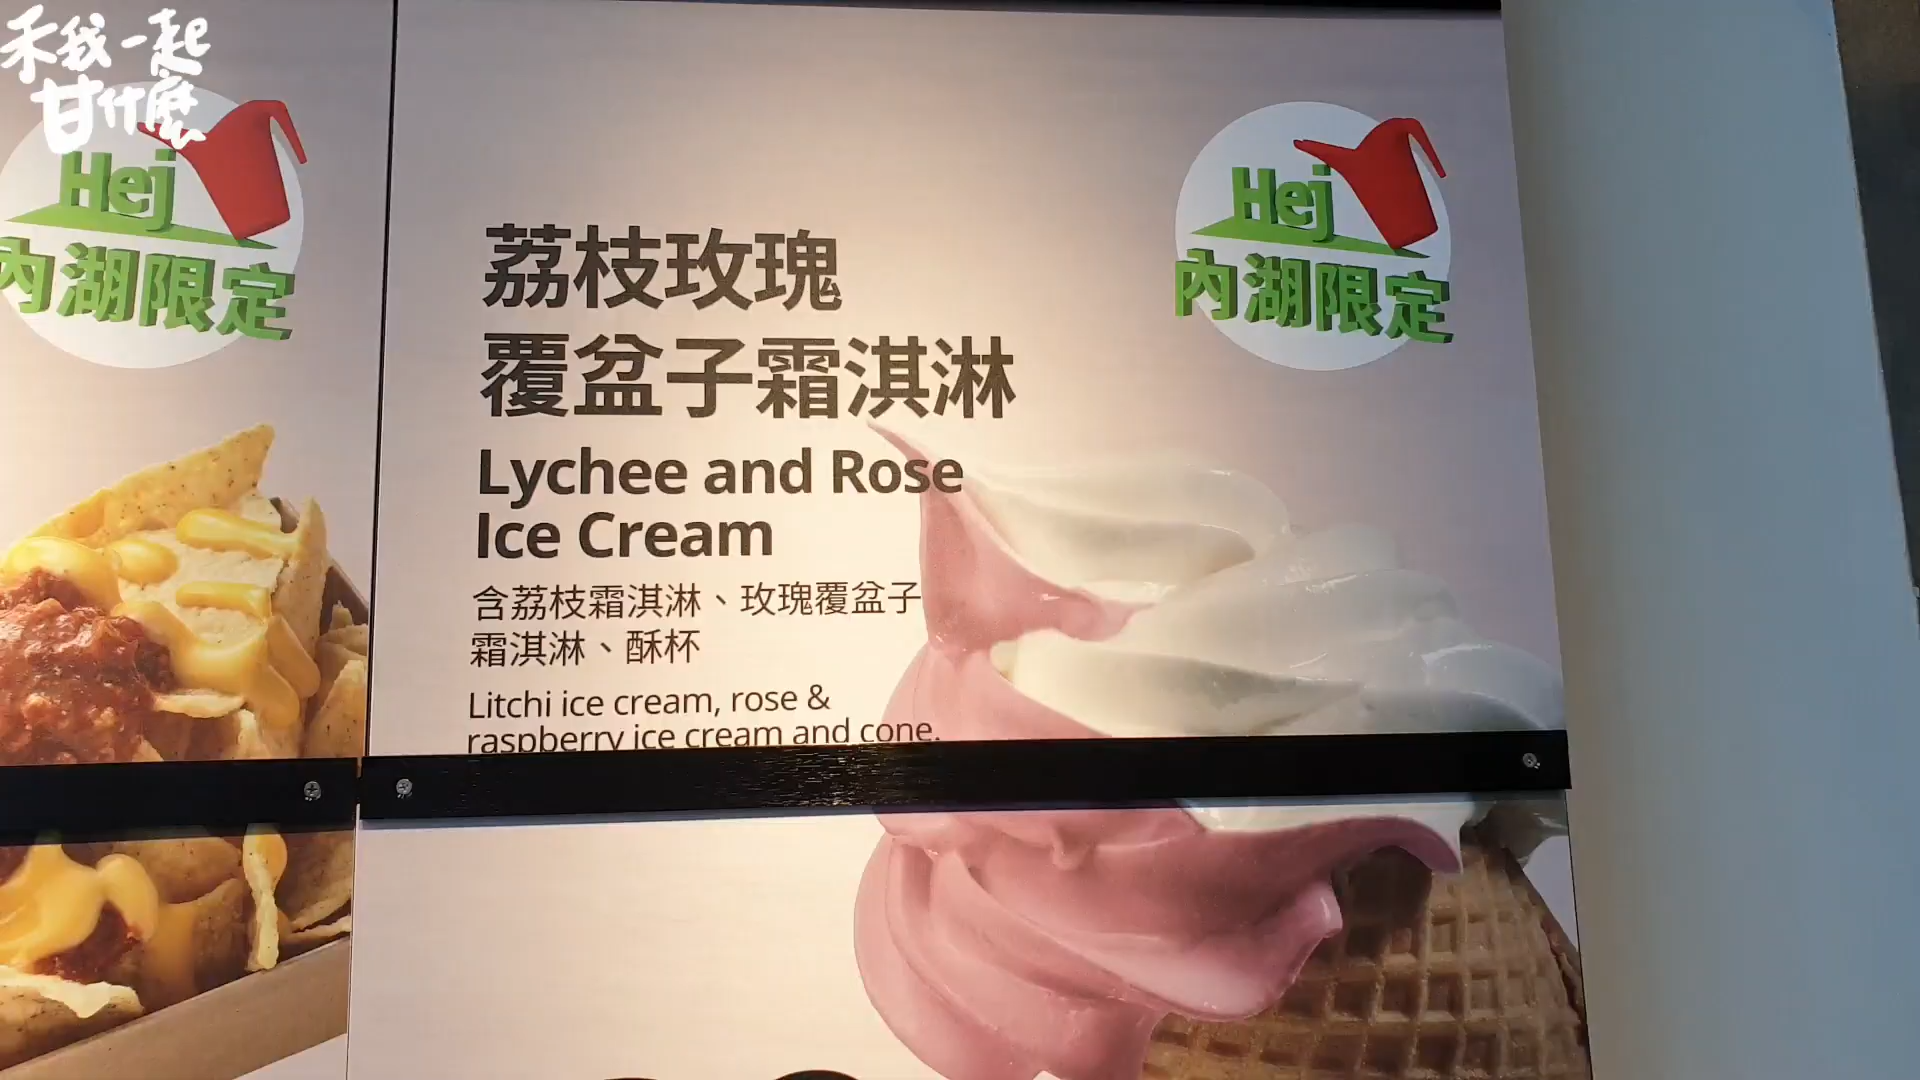 禾我一起
甘什麼
Hej
內湖限定
荔枝玫瑰
覆盆子霜淇淋
Lychee and Rose
Ice Cream
含荔枝霜淇淋、玫瑰覆盆子
霜淇淋、酥杯
Litchi ice cream, rose &
raspberry ice cream and cone.
Hej
內湖限定